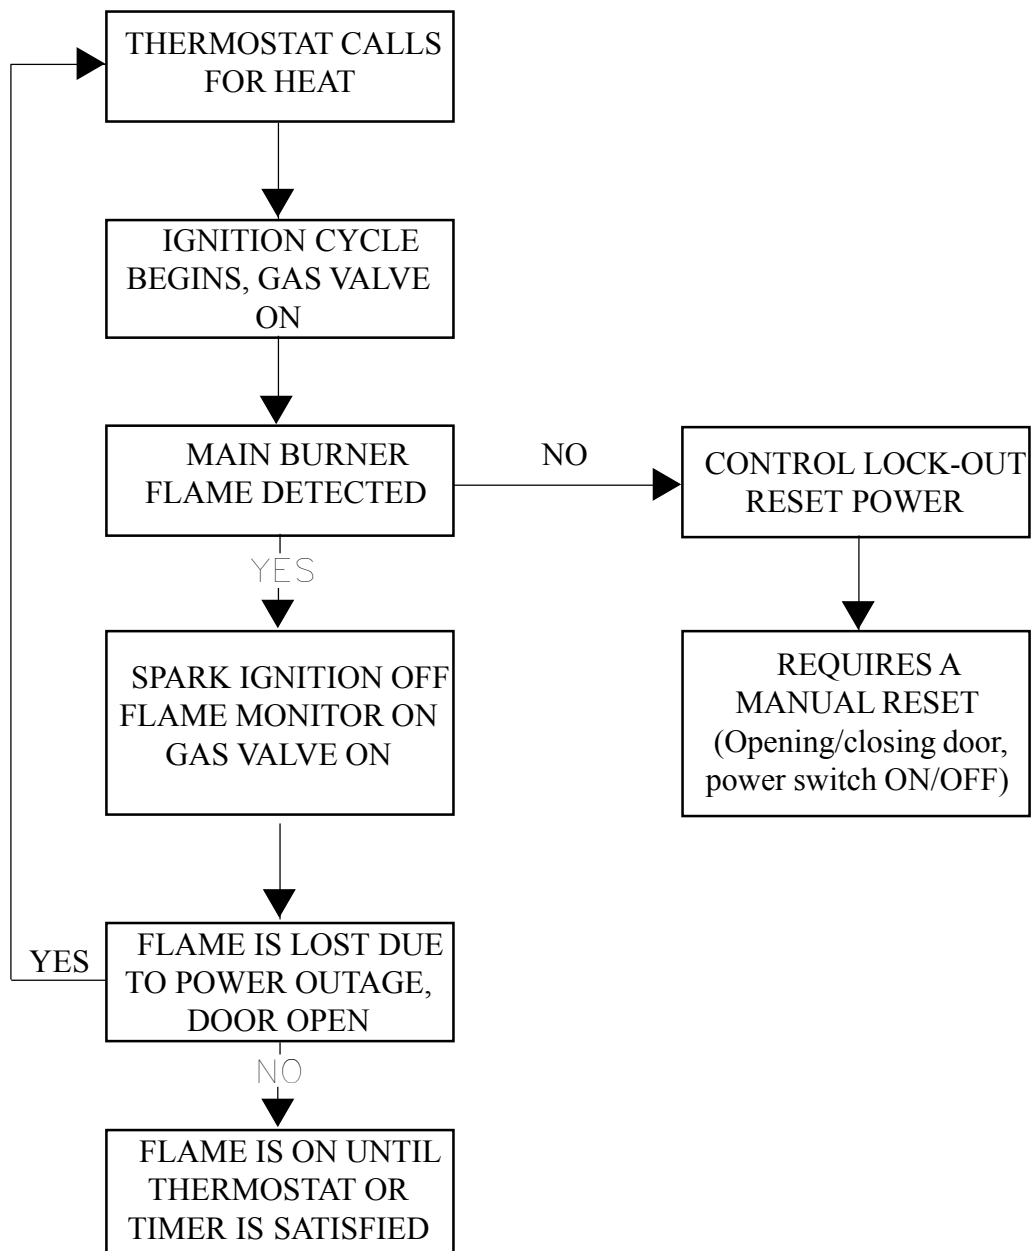 THERMOSTAT CALLS
FOR HEAT
IGNITION CYCLE
BEGINS, GAS VALVE
ON
MAIN BURNER
FLAME DETECTED
NO
CONTROL LOCK-OUT
RESET POWER
YES
SPARK IGNITION OFF
FLAME MONITOR ON
GAS VALVE ON
REQUIRES A
MANUAL RESET
(Opening/closing door,
power switch ON/OFF)
YES
FLAME IS LOST DUE
TO POWER OUTAGE,
DOOR OPEN
NO
FLAME IS ON UNTIL
THERMOSTAT OR
TIMER IS SATISFIED